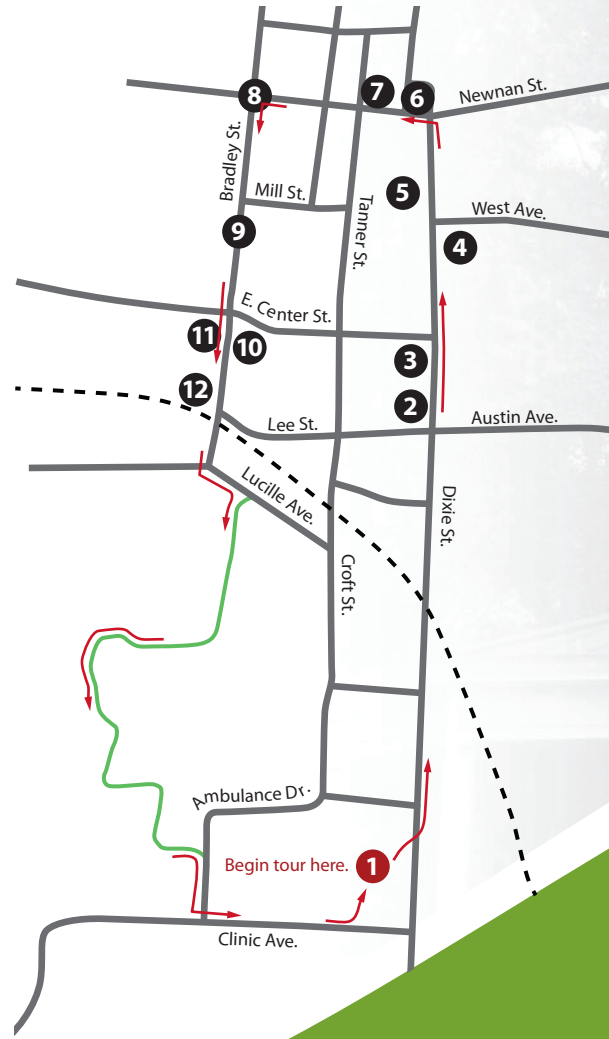 8
7
6
Newnan St.
Bradley St.
Mill St.
5
Tanner St.
West Ave.
9
4
E. Center St.
11
10
3
12
2
Lee St.
Austin Ave.
Lucille Ave.
Dixie St.
Croft St.
Ambulance Dr.
Begin tour here. 1
Clinic Ave.